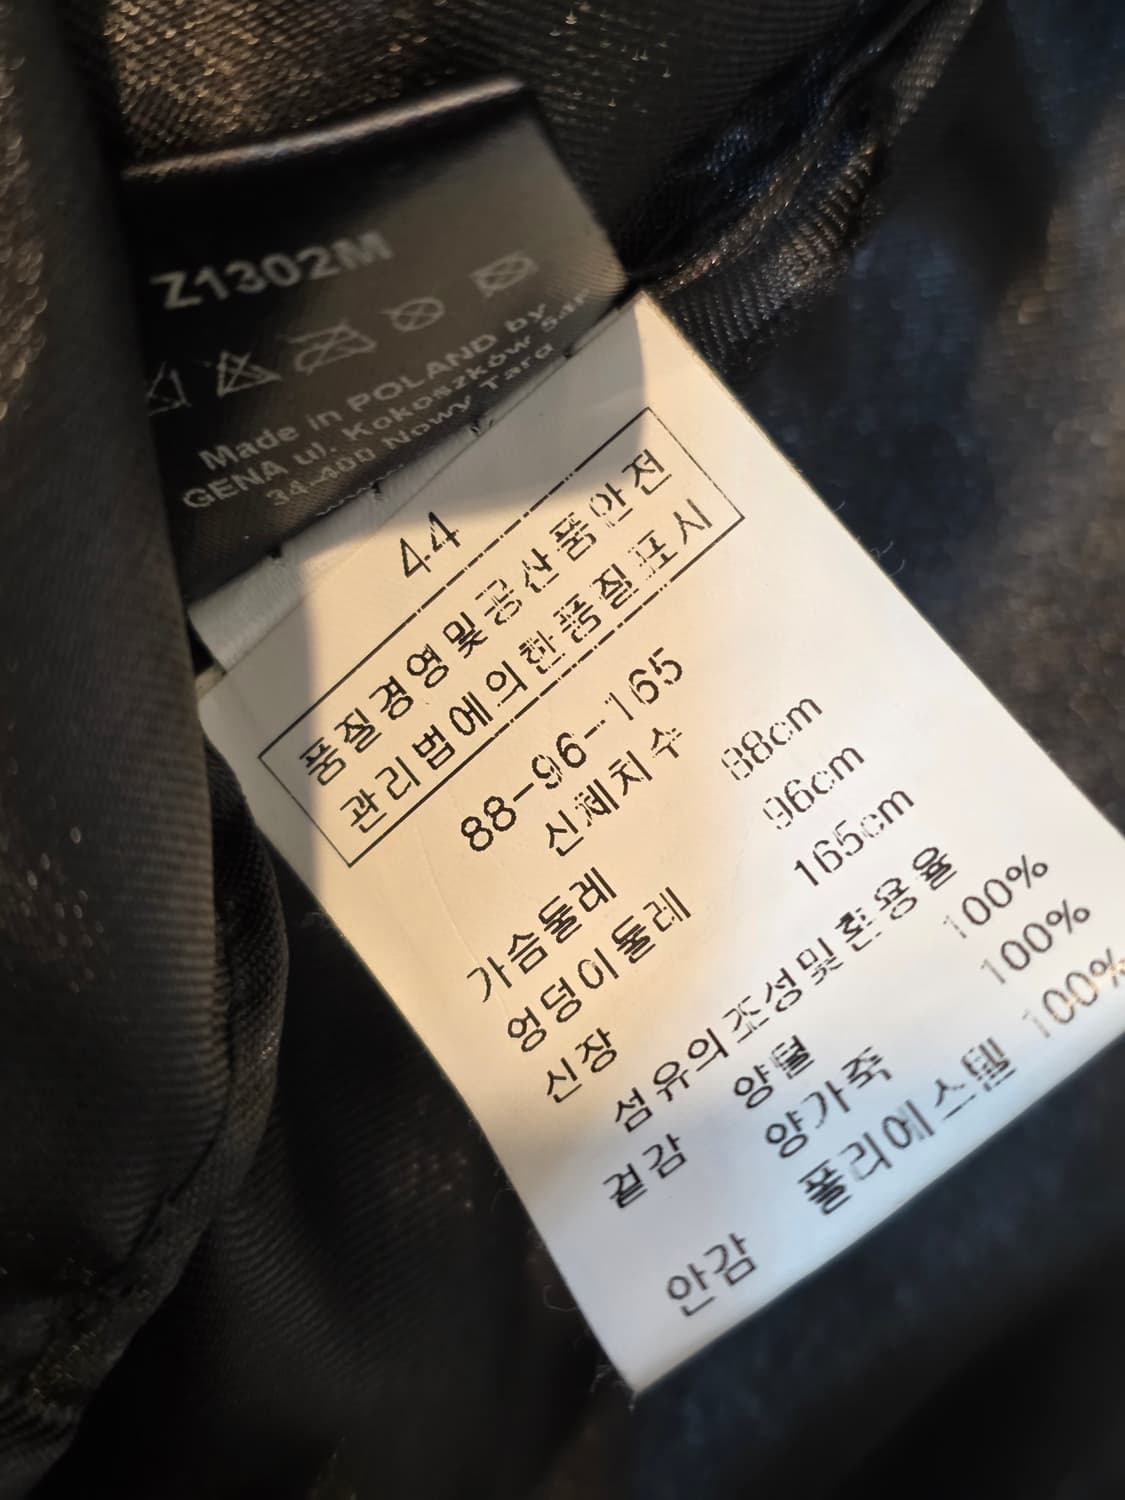 Z1302M
Made in POLAND by
GENA ul. Kokoszków 
34-400 Nowy Targ
44
품질경영및공산품안전
관리법에의한품질표시
88-96-165
신체치수
가슴둘레 88cm
엉덩이둘레 96cm
신장 165cm
섬유의조성및혼용율
겉감 양털 100%
양가죽 100%
안감 폴리에스텔 100%